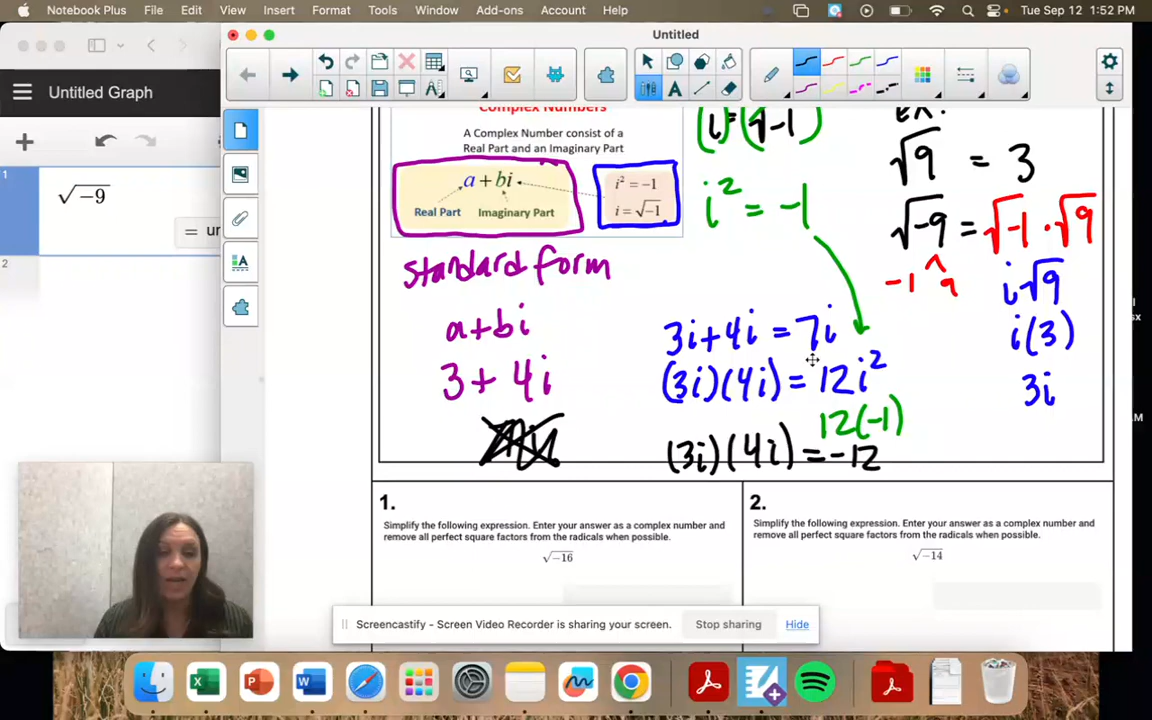 Notebook Plus File Edit View Insert Format Tools Window Add-ons Account Help Tue Sep 12 1:52 PM
Untitled
Untitled Graph
1
√−9
=
2
Complex Numbers
A Complex Number consist of a
Real Part and an Imaginary Part
a + bi
Real Part Imaginary Part
i² = −1
i = √−1
standard form
a+bi
3 + 4i
(i)²=(√−1)
i² = −1
3i+4i = 7i
(3i)(4i) = 12i²
12(−1)
(3i)(4i) = −12
Ex:
√9 = 3
√−9 = √−1 · √9
−1 9
i√9
i(3)
3i
1.
Simplify the following expression. Enter your answer as a complex number and
remove all perfect square factors from the radicals when possible.
√−16
2.
Simplify the following expression. Enter your answer as a complex number and
remove all perfect square factors from the radicals when possible.
√−14
Screencastify - Screen Video Recorder is sharing your screen. Stop sharing Hide